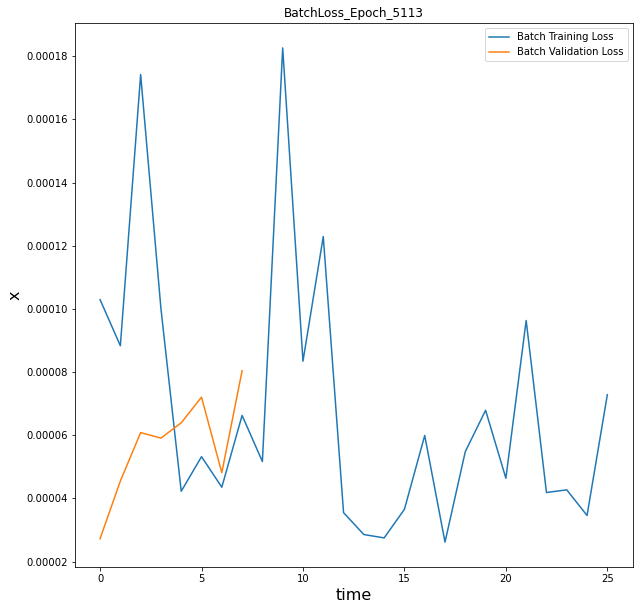 BatchLoss_Epoch_5113
Batch Training Loss
Batch Validation Loss
0.00018
0.00016
0.00014
0.00012
0.00010
0.00008
0.00006
0.00004
0.00002
x
0 5 10 15 20 25
time